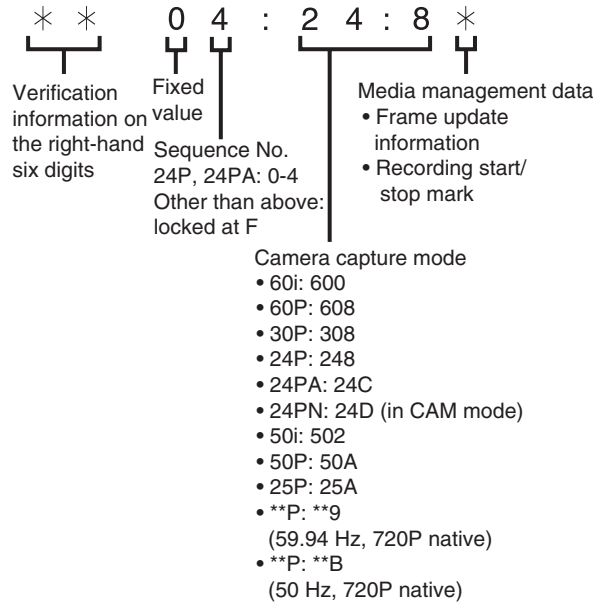 * * 0 4 : 2 4 : 8 *
Verification
information on
the right-hand
six digits
Fixed
value
Sequence No.
24P, 24PA: 0-4
Other than above:
locked at F
Media management data
• Frame update
information
• Recording start/
stop mark
Camera capture mode
• 60i: 600
• 60P: 608
• 30P: 308
• 24P: 248
• 24PA: 24C
• 24PN: 24D (in CAM mode)
• 50i: 502
• 50P: 50A
• 25P: 25A
• **P: **9
(59.94 Hz, 720P native)
• **P: **B
(50 Hz, 720P native)